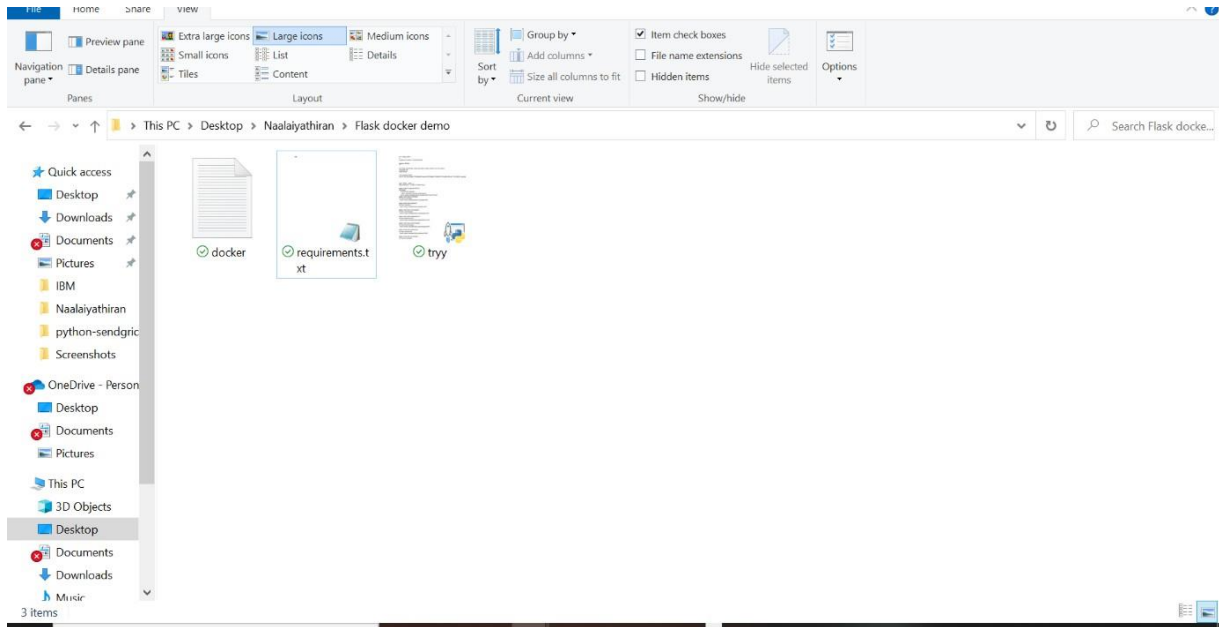 File Home Share View
Preview pane
Details pane
Navigation pane
Panes
Extra large icons Large icons Medium icons
Small icons List Details
Tiles Content
Layout
Sort by
Group by
Add columns
Size all columns to fit
Current view
Item check boxes
File name extensions
Hidden items
Hide selected items
Show/hide
Options
This PC > Desktop > Naalaiyathiran > Flask docker demo
Search Flask docke...
Quick access
Desktop
Downloads
Documents
Pictures
IBM
Naalaiyathiran
python-sendgric
Screenshots
OneDrive - Person
Desktop
Documents
Pictures
This PC
3D Objects
Desktop
Documents
Downloads
Music
docker
requirements.t
xt
tryy
3 items